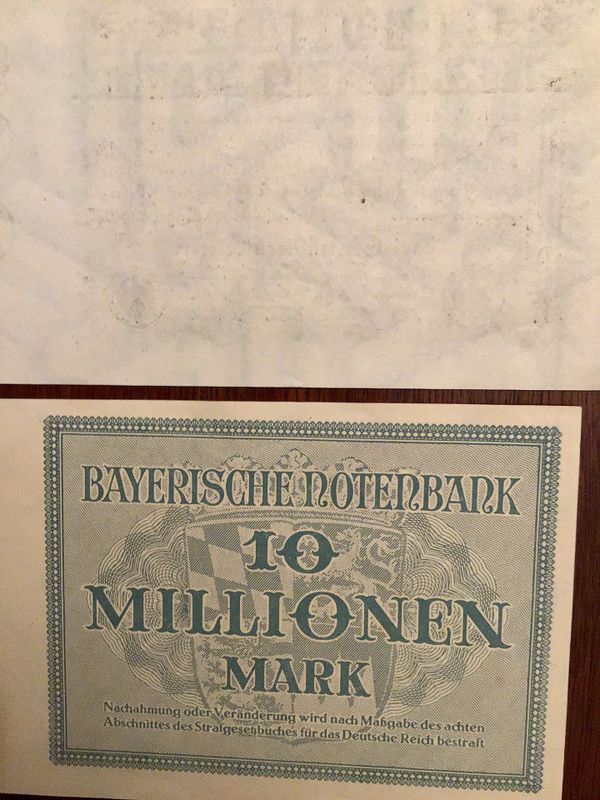 BAYERISCHE NOTENBANK
10
MILLIONEN
MARK
Nachahmung oder Veränderung wird nach Maßgabe des achten
Abschnittes des Strafgesetzbuches für das Deutsche Reich bestraft